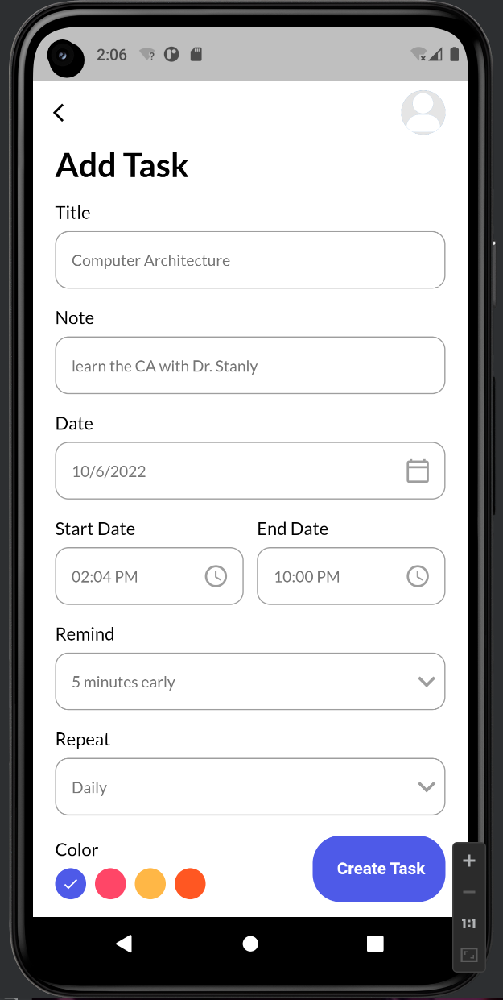 2:06
Add Task
Title
Computer Architecture
Note
learn the CA with Dr. Stanly
Date
10/6/2022
Start Date End Date
02:04 PM 10:00 PM
Remind
5 minutes early
Repeat
Daily
Color
Create Task
1:1